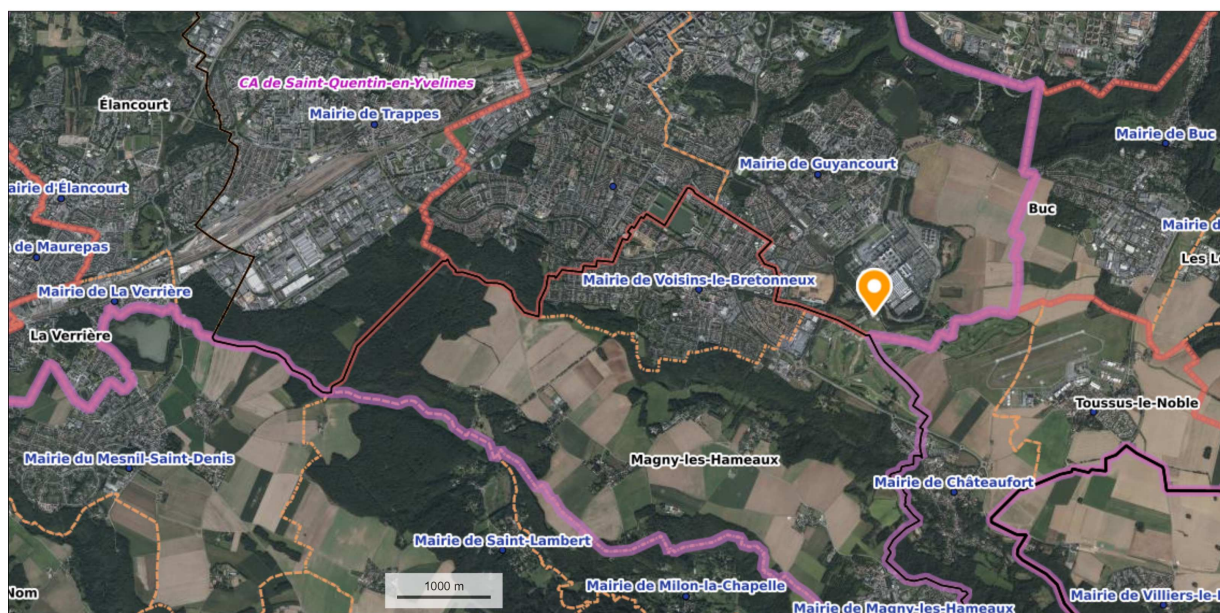 CA de Saint-Quentin-en-Yvelines
Élancourt
Mairie de Trappes
Mairie de Buc
Mairie de Guyancourt
airie d'Élancourt
Buc
Mairie d
de Maurepas
Les L
Mairie de Voisins-le-Bretonneux
Mairie de La Verrière
La Verrière
Toussus-le-Noble
Mairie du Mesnil-Saint-Denis
Magny-les-Hameaux
Mairie de Châteaufort
Mairie de Saint-Lambert
1000 m
Mairie de Milon-la-Chapelle
Nom
Mairie de Villiers-le-
Mairie de Magny-les-Hameaux